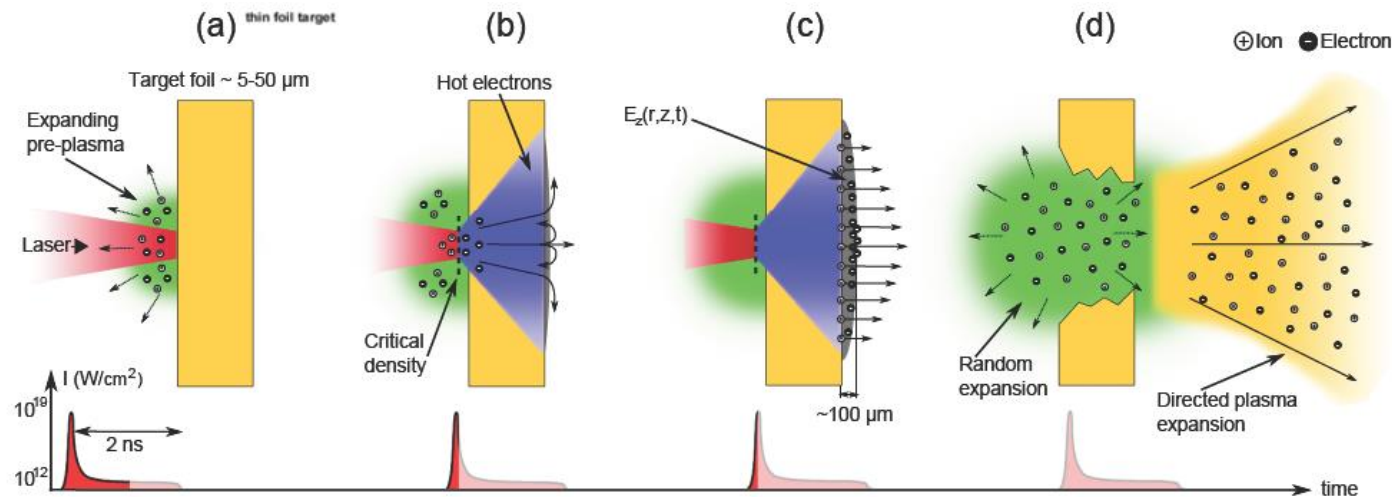 (a) thin foil target
(b)
(c)
(d)
⊕Ion ⊖Electron
Target foil ~ 5-50 µm
Expanding
pre-plasma
Laser
Hot electrons
Critical
density
E_z(r,z,t)
~100 µm
Random
expansion
Directed plasma
expansion
I (W/cm²)
10¹⁹
10¹²
2 ns
time